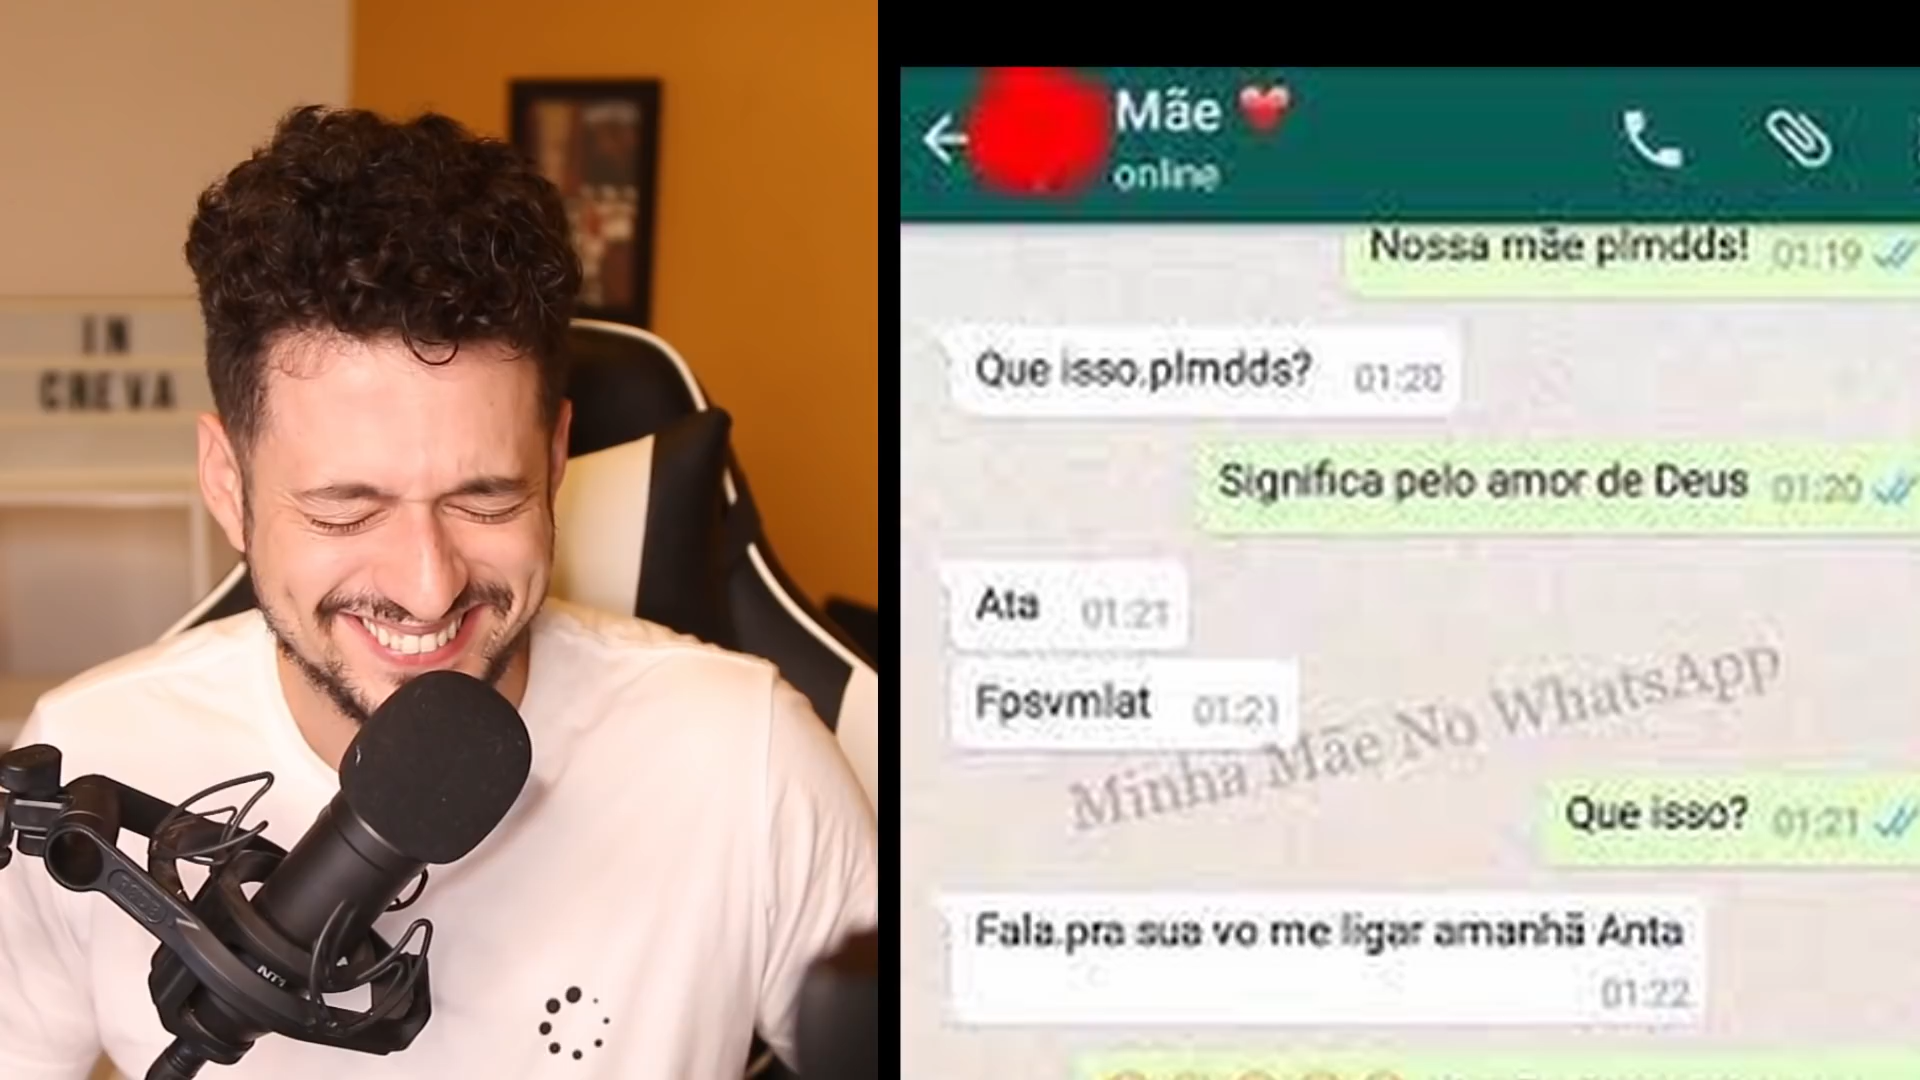 IN
CREVA
NT1
Mãe ❤
online
Nossa mãe plmdds! 01:19
Que isso.plmdds? 01:20
Significa pelo amor de Deus 01:20
Ata 01:21
Fpsvmlat 01:21
Minha Mãe No WhatsApp
Que isso? 01:21
Fala.pra sua vo me ligar amanhã Anta
01:22